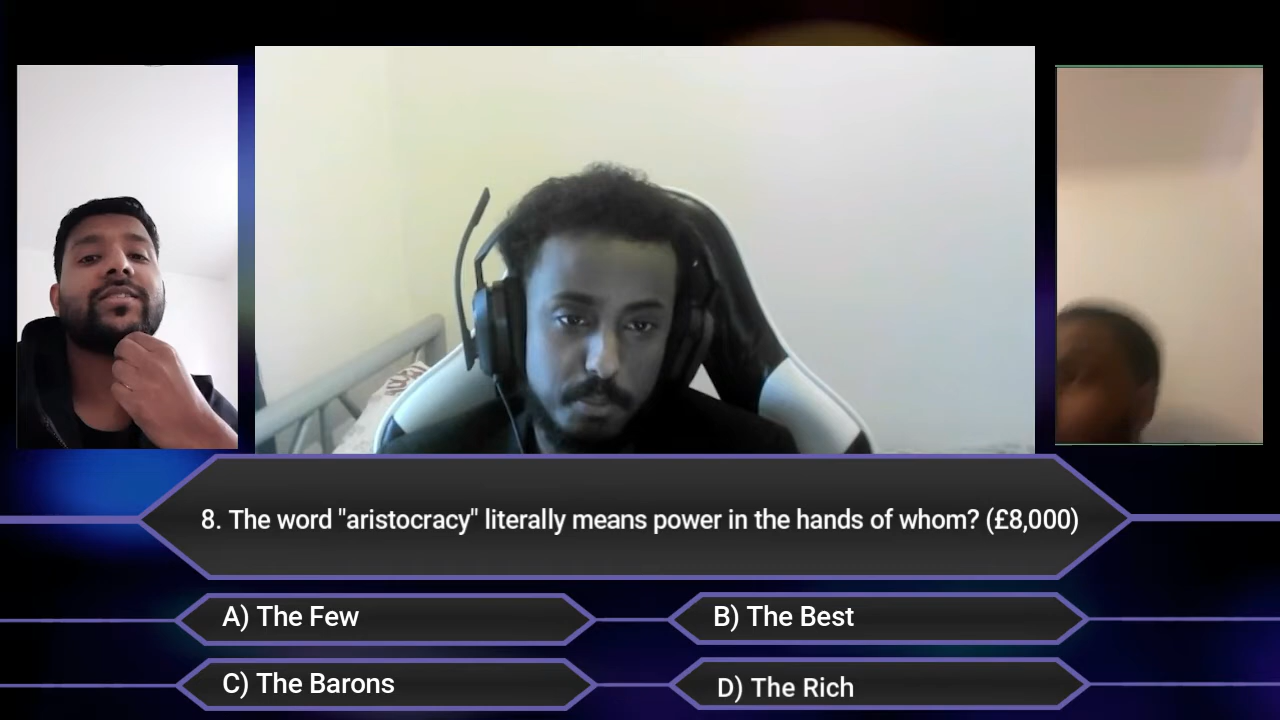 8. The word "aristocracy" literally means power in the hands of whom? (£8,000)
A) The Few
B) The Best
C) The Barons
D) The Rich